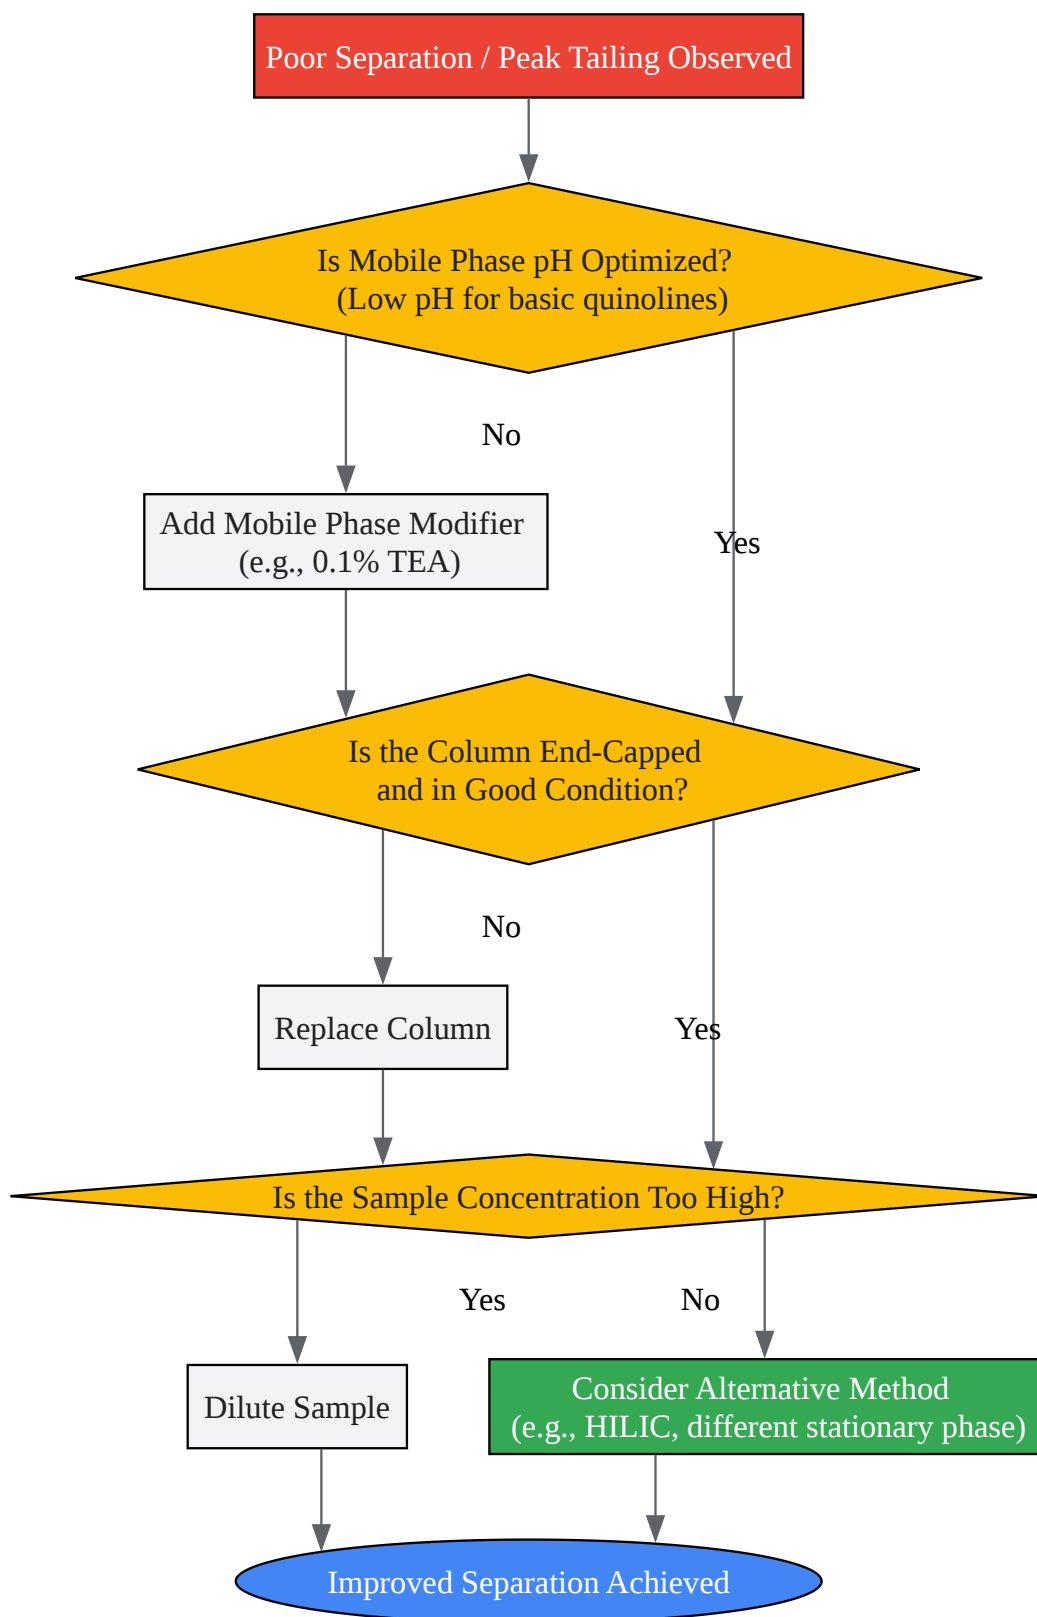 Poor Separation / Peak Tailing Observed
Is Mobile Phase pH Optimized?
(Low pH for basic quinolines)
No
Add Mobile Phase Modifier
(e.g., 0.1% TEA)
Yes
Is the Column End-Capped
and in Good Condition?
No
Replace Column
Yes
Is the Sample Concentration Too High?
Yes
No
Dilute Sample
Consider Alternative Method
(e.g., HILIC, different stationary phase)
Improved Separation Achieved